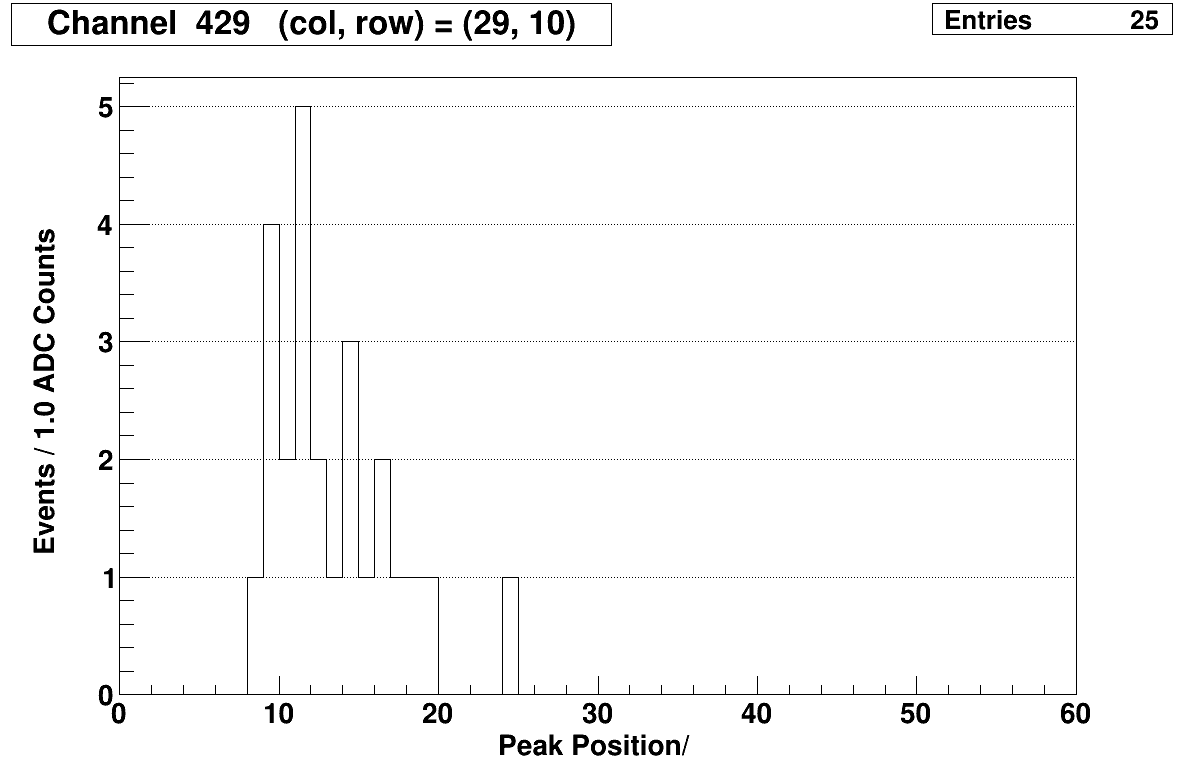 Channel 429 (col, row) = (29, 10)
Entries 25
Events / 1.0 ADC Counts
5
4
3
2
1
0
0 10 20 30 40 50 60
Peak Position/